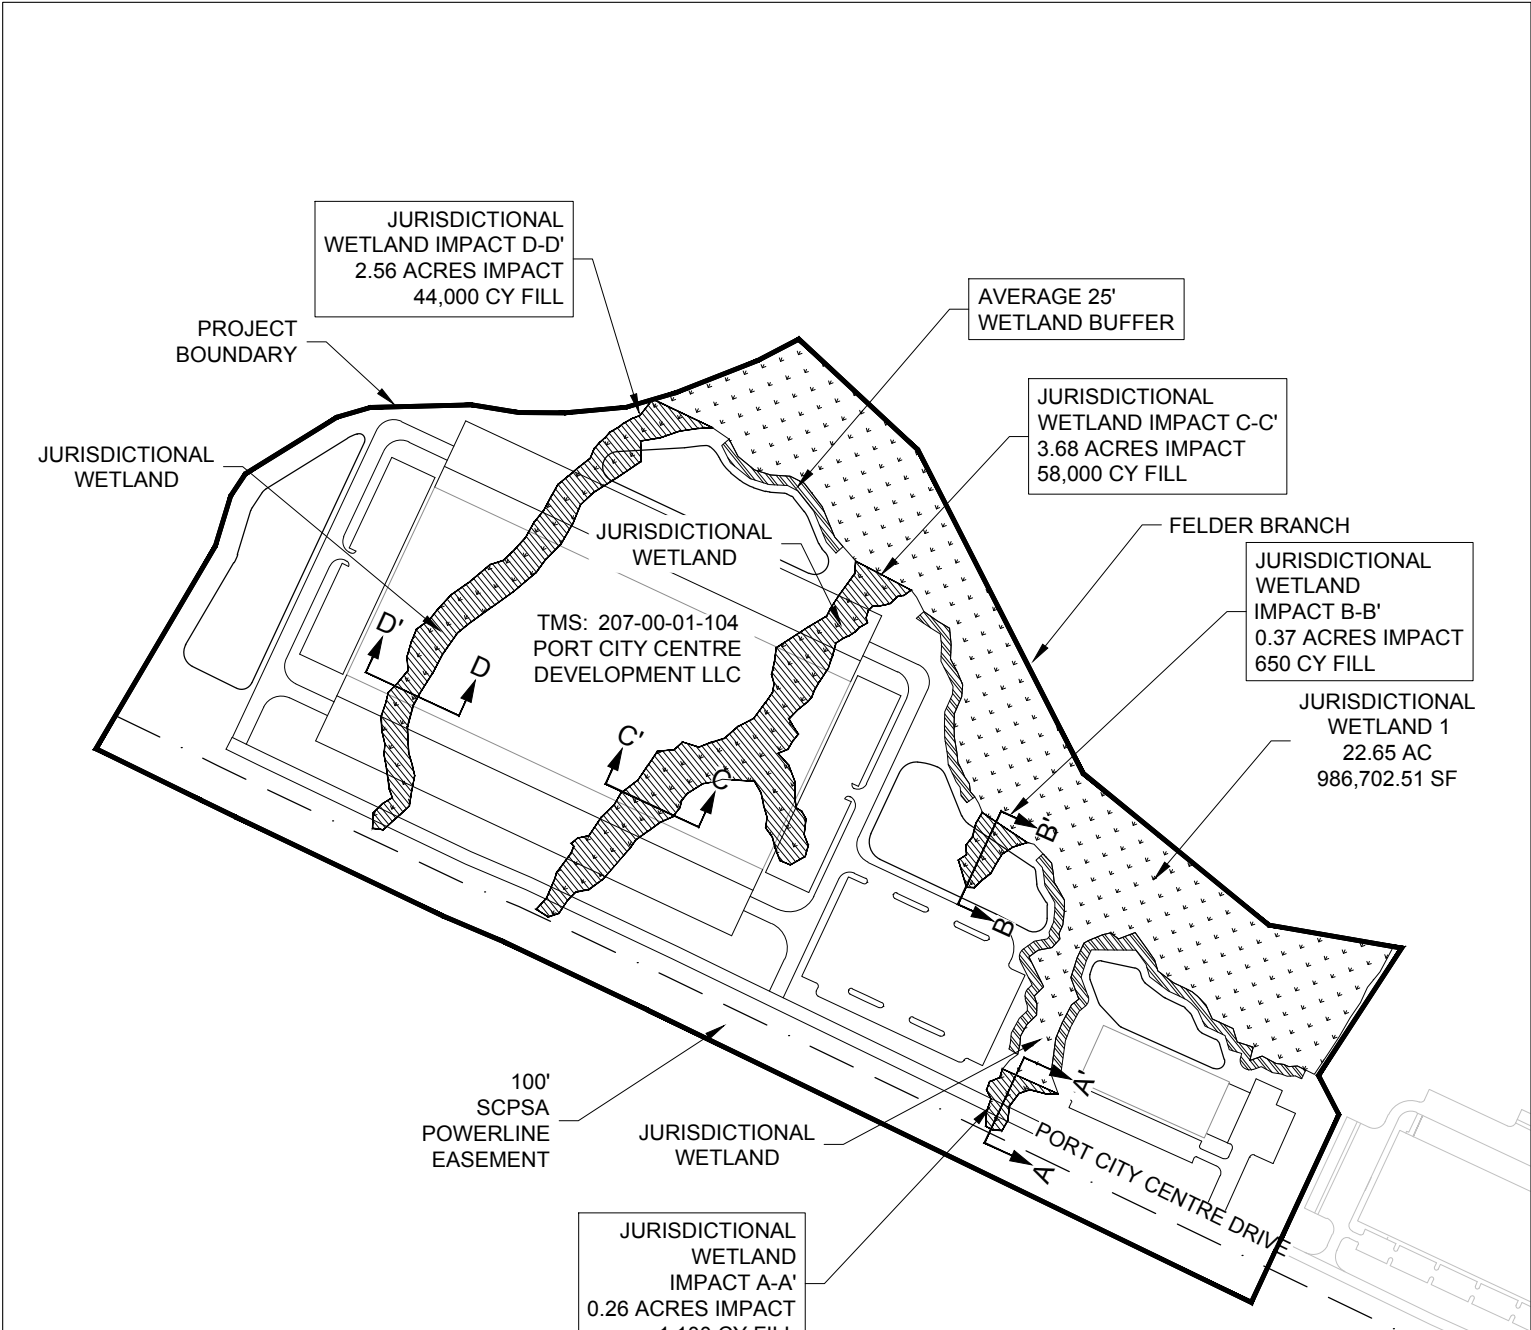 JURISDICTIONAL
WETLAND IMPACT D-D'
2.56 ACRES IMPACT
44,000 CY FILL
AVERAGE 25'
WETLAND BUFFER
PROJECT
BOUNDARY
JURISDICTIONAL
WETLAND IMPACT C-C'
3.68 ACRES IMPACT
58,000 CY FILL
JURISDICTIONAL
WETLAND
JURISDICTIONAL
WETLAND
FELDER BRANCH
JURISDICTIONAL
WETLAND
IMPACT B-B'
0.37 ACRES IMPACT
650 CY FILL
TMS: 207-00-01-104
PORT CITY CENTRE
DEVELOPMENT LLC
D'
D
JURISDICTIONAL
WETLAND 1
22.65 AC
986,702.51 SF
C'
C
B'
B
100'
SCPSA
POWERLINE
EASEMENT
JURISDICTIONAL
WETLAND
A'
A
PORT CITY CENTRE DRIVE
JURISDICTIONAL
WETLAND
IMPACT A-A'
0.26 ACRES IMPACT
CY FILL